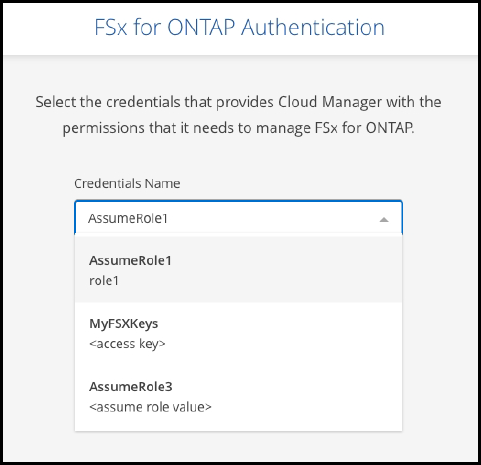 FSx for ONTAP Authentication
Select the credentials that provides Cloud Manager with the
permissions that it needs to manage FSx for ONTAP.
Credentials Name
AssumeRole1
AssumeRole1
role1
MyFSXKeys
<access key>
AssumeRole3
<assume role value>